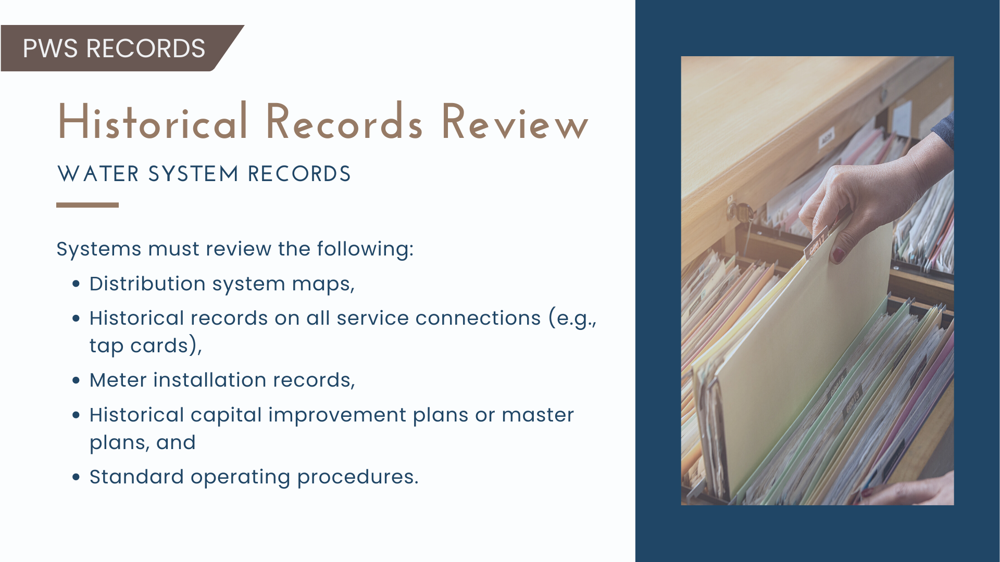 PWS RECORDS
Historical Records Review
WATER SYSTEM RECORDS
Systems must review the following:
• Distribution system maps,
• Historical records on all service connections (e.g.,
tap cards),
• Meter installation records,
• Historical capital improvement plans or master
plans, and
• Standard operating procedures.